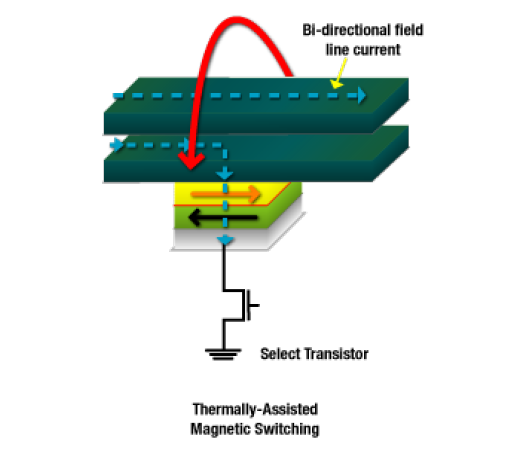 Bi-directional field
line current
Select Transistor
Thermally-Assisted
Magnetic Switching